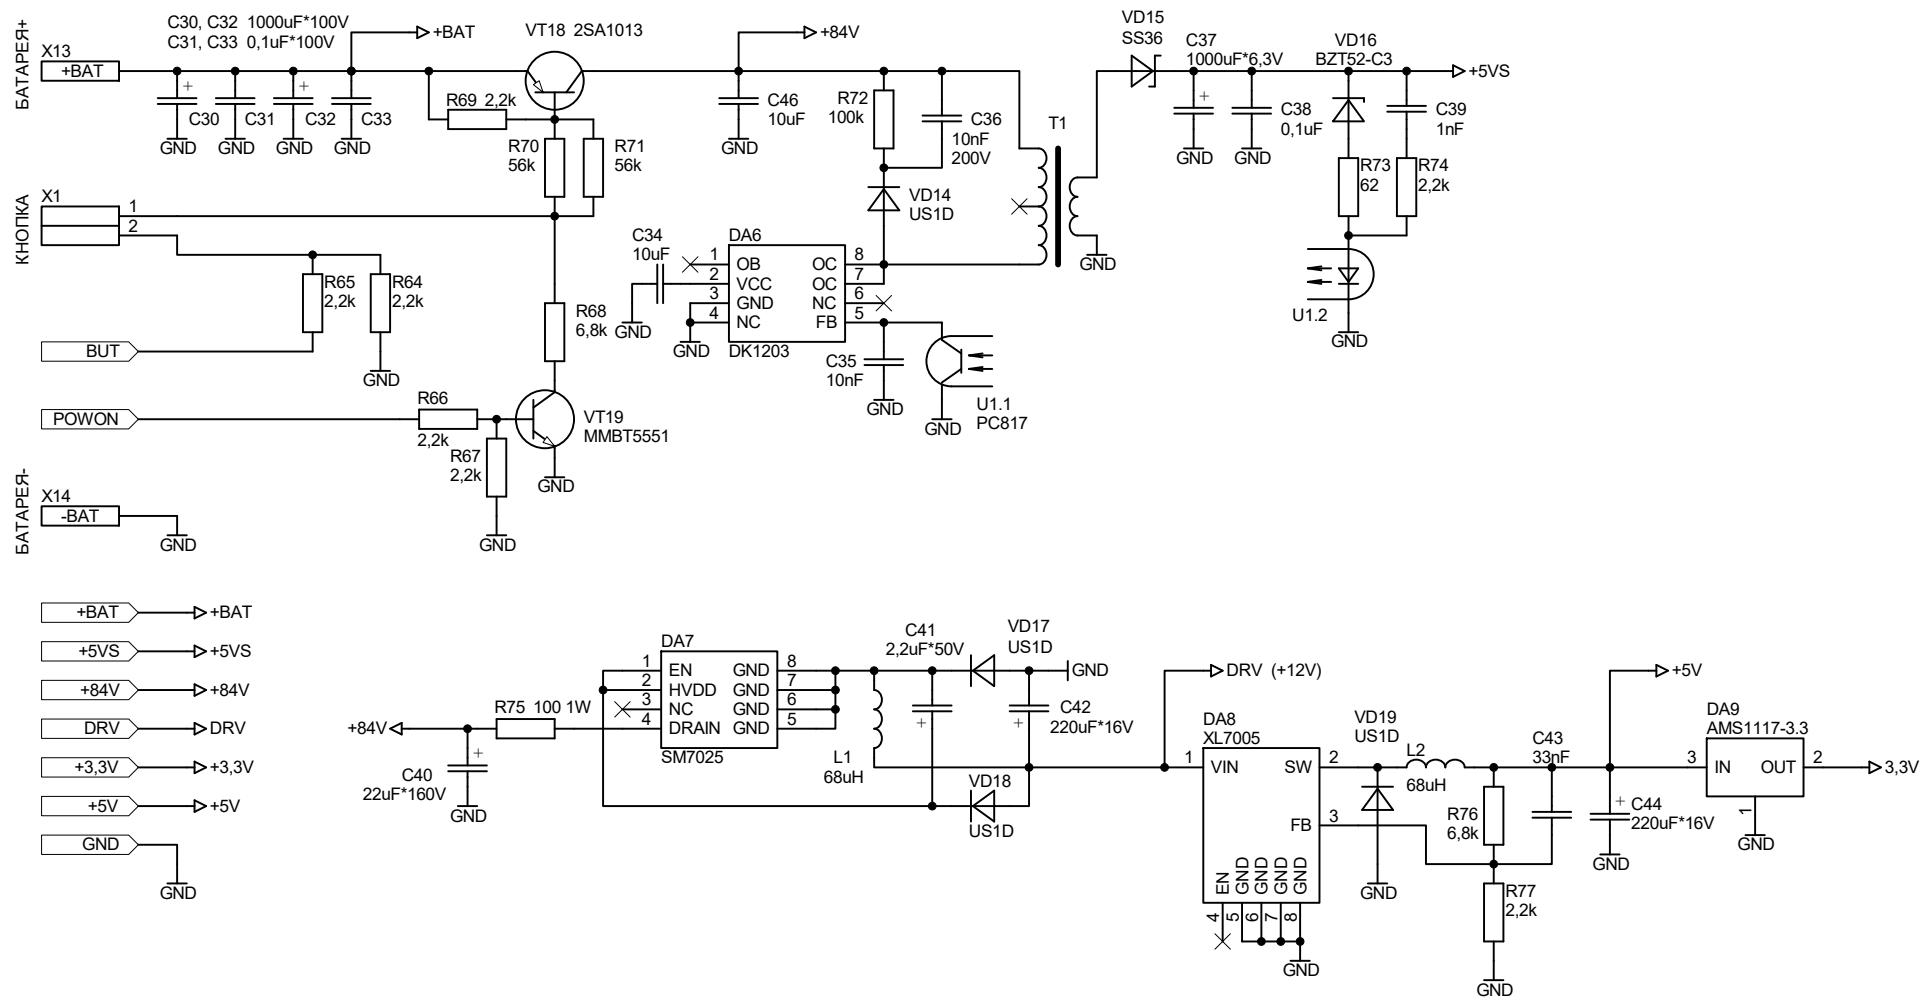 БАТАРЕЯ+
X13
+BAT
C30, C32 1000uF*100V
C31, C33 0,1uF*100V
+BAT
C30
C31
C32
C33
GND
GND
GND
GND
VT18 2SA1013
R69 2,2k
R70
56k
R71
56k
+84V
C46
10uF
GND
R72
100k
C36
10nF
200V
VD14
US1D
T1
VD15
SS36
C37
1000uF*6,3V
GND
C38
0,1uF
GND
VD16
BZT52-C3
+5VS
C39
1nF
R73
62
R74
2,2k
U1.2
GND
GND
КНОПКА
X1
1
2
R65
2,2k
R64
2,2k
BUT
GND
R68
6,8k
POWON
R66
2,2k
R67
2,2k
VT19
MMBT5551
GND
GND
C34
10uF
GND
DA6
1 OB
2 VCC
3 GND
4 NC
OC 8
OC 7
NC 6
FB 5
DK1203
GND
C35
10nF
GND
U1.1
PC817
GND
БАТАРЕЯ-
X14
-BAT
GND
+BAT +BAT
+5VS +5VS
+84V +84V
DRV DRV
+3,3V +3,3V
+5V +5V
GND
GND
+84V
C40
22uF*160V
GND
R75 100 1W
DA7
1 EN GND 8
2 HVDD GND 7
3 NC GND 6
4 DRAIN GND 5
SM7025
L1
68uH
C41
2,2uF*50V
VD17
US1D
GND
C42
220uF*16V
VD18
US1D
DRV (+12V)
DA8
XL7005
1 VIN
SW 2
FB 3
EN
GND
GND
GND
GND
4
5
6
7
8
GND
VD19
US1D
GND
L2
68uH
R76
6,8k
R77
2,2k
GND
C43
33nF
+5V
C44
220uF*16V
GND
DA9
AMS1117-3.3
3 IN OUT 2
1
GND
3,3V